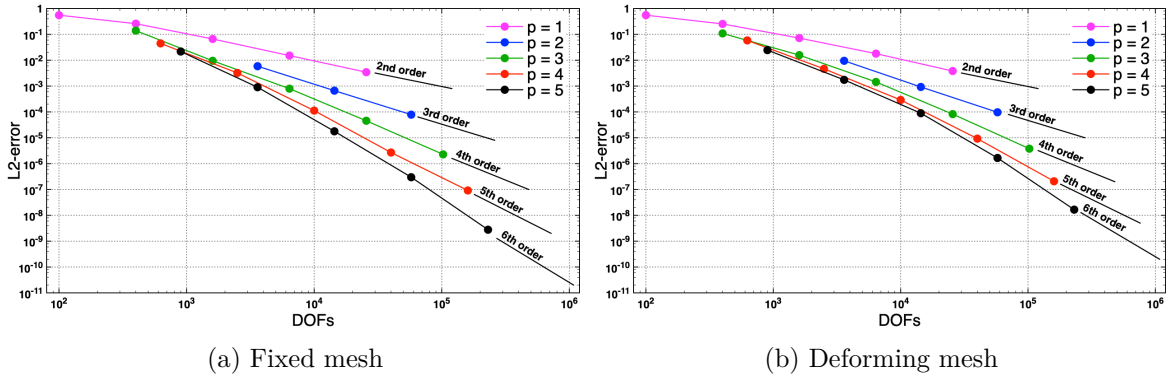 1
10⁻¹
10⁻²
10⁻³
10⁻⁴
10⁻⁵
10⁻⁶
10⁻⁷
10⁻⁸
10⁻⁹
10⁻¹⁰
10⁻¹¹
L2-error
p = 1
p = 2
p = 3
p = 4
p = 5
2nd order
3rd order
4th order
5th order
6th order
10²
10³
10⁴
10⁵
10⁶
DOFs
(a) Fixed mesh
1
10⁻¹
10⁻²
10⁻³
10⁻⁴
10⁻⁵
10⁻⁶
10⁻⁷
10⁻⁸
10⁻⁹
10⁻¹⁰
10⁻¹¹
L2-error
p = 1
p = 2
p = 3
p = 4
p = 5
2nd order
3rd order
4th order
5th order
6th order
10²
10³
10⁴
10⁵
10⁶
DOFs
(b) Deforming mesh